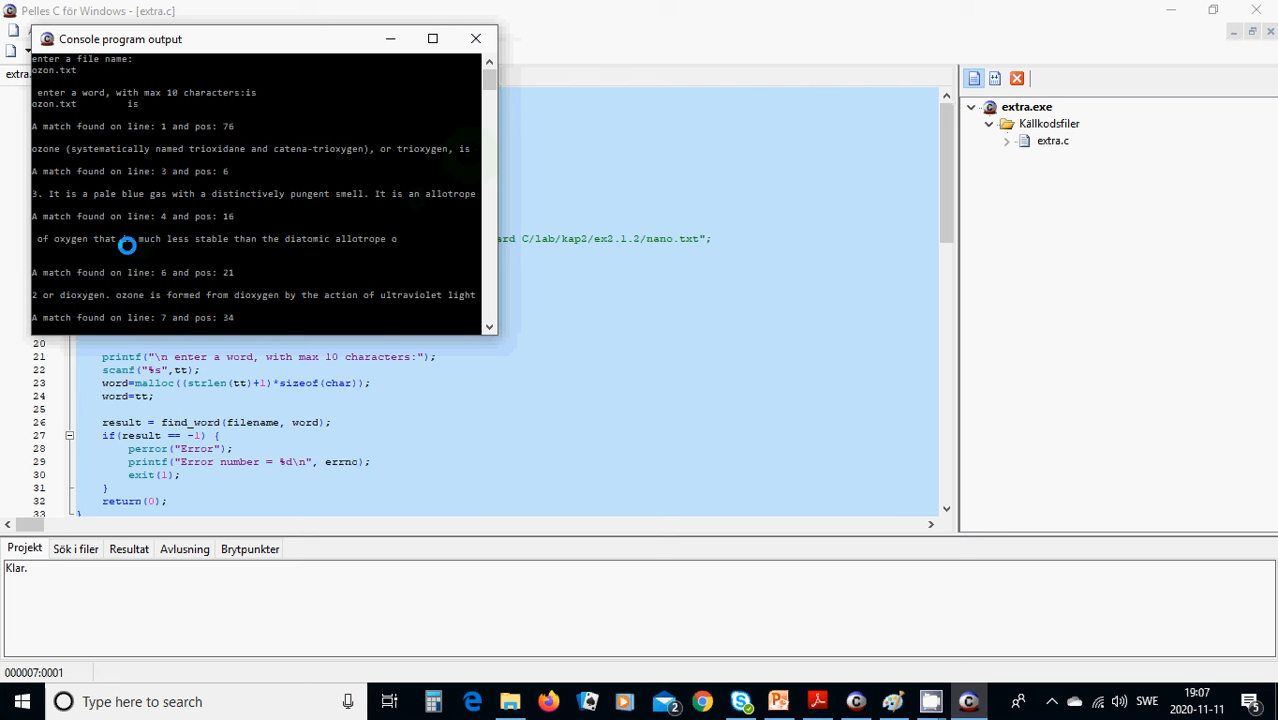 Pelles C för Windows - [extra.c]
Console program output
enter a file name:
ozon.txt
enter a word, with max 10 characters:is
ozon.txt is
A match found on line: 1 and pos: 76
ozone (systematically named trioxidane and catena-trioxygen), or trioxygen, is
A match found on line: 3 and pos: 6
3. It is a pale blue gas with a distinctively pungent smell. It is an allotrope
A match found on line: 4 and pos: 16
of oxygen that is much less stable than the diatomic allotrope o
A match found on line: 6 and pos: 21
2 or dioxygen. ozone is formed from dioxygen by the action of ultraviolet light
A match found on line: 7 and pos: 34
extra.
ard C/lab/kap2/ex2.1.2/nano.txt";
20
21 printf("\n enter a word, with max 10 characters:");
22 scanf("%s",tt);
23 word=malloc((strlen(tt)+1)*sizeof(char));
24 word=tt;
25
26 result = find_word(filename, word);
27 if(result == -1) {
28 perror("Error");
29 printf("Error number = %d\n", errno);
30 exit(1);
31 }
32 return(0);
33 }
extra.exe
Källkodsfiler
extra.c
Projekt Sök i filer Resultat Avlusning Brytpunkter
Klar.
000007:0001
Type here to search
2
SWE
19:07
2020-11-11
5